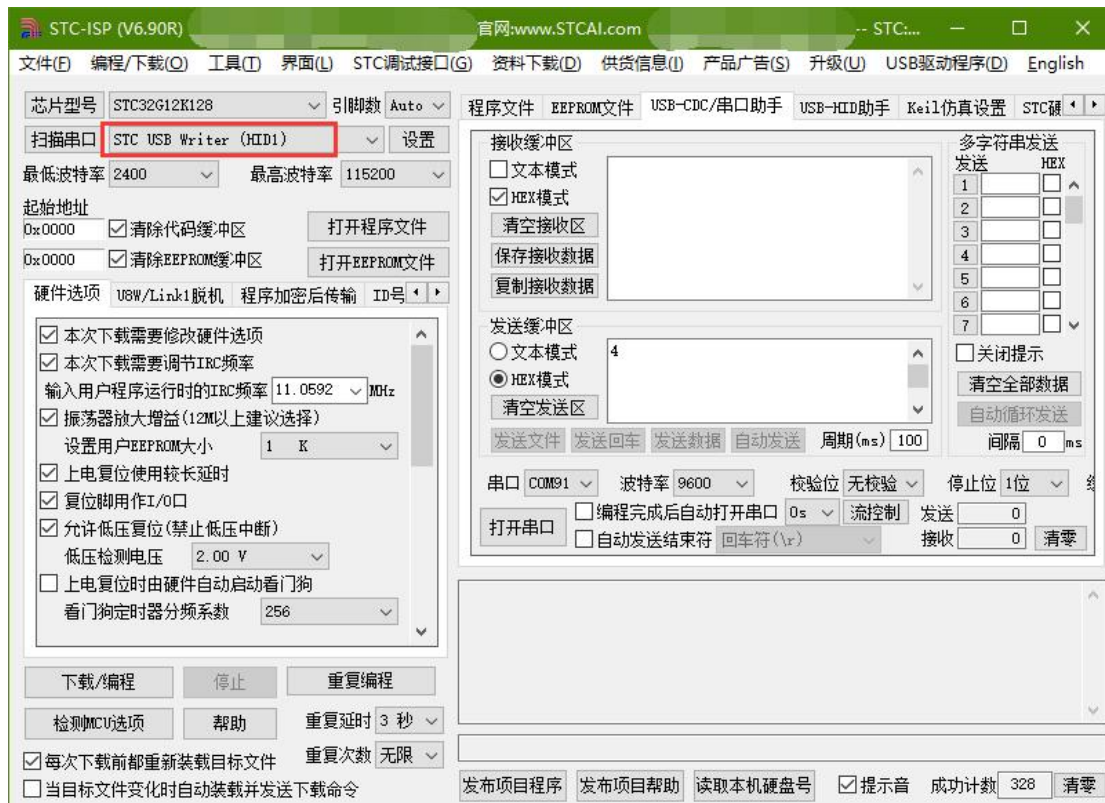 STC-ISP (V6.90R) 官网:www.STCAI.com -- STC:...
文件(F) 编程/下载(O) 工具(T) 界面(L) STC调试接口(G) 资料下载(D) 供货信息(I) 产品广告(S) 升级(U) USB驱动程序(D) English
芯片型号 STC32G12K128 引脚数 Auto
扫描串口 STC USB Writer (HID1) 设置
最低波特率 2400 最高波特率 115200
起始地址
0x0000 清除代码缓冲区 打开程序文件
0x0000 清除EEPROM缓冲区 打开EEPROM文件
硬件选项 U8W/Link1脱机 程序加密后传输 ID号
本次下载需要修改硬件选项
本次下载需要调节IRC频率
输入用户程序运行时的IRC频率 11.0592 MHz
振荡器放大增益(12M以上建议选择)
设置用户EEPROM大小 1 K
上电复位使用较长延时
复位脚用作I/O口
允许低压复位(禁止低压中断)
低压检测电压 2.00 V
上电复位时由硬件自动启动看门狗
看门狗定时器分频系数 256
下载/编程 停止 重复编程
检测MCU选项 帮助 重复延时 3 秒
每次下载前都重新装载目标文件 重复次数 无限
当目标文件变化时自动装载并发送下载命令
程序文件 EEPROM文件 USB-CDC/串口助手 USB-HID助手 Keil仿真设置 STC硬
接收缓冲区
文本模式
HEX模式
清空接收区
保存接收数据
复制接收数据
多字符串发送
发送 HEX
1
2
3
4
5
6
7
关闭提示
清空全部数据
自动循环发送
间隔 0 ms
发送缓冲区
文本模式 4
HEX模式
清空发送区
发送文件 发送回车 发送数据 自动发送 周期(ms) 100
串口 COM91 波特率 9600 校验位 无校验 停止位 1位
打开串口 编程完成后自动打开串口 0s 流控制 发送 0
自动发送结束符 回车符(\r) 接收 0 清零
发布项目程序 发布项目帮助 读取本机硬盘号 提示音 成功计数 328 清零